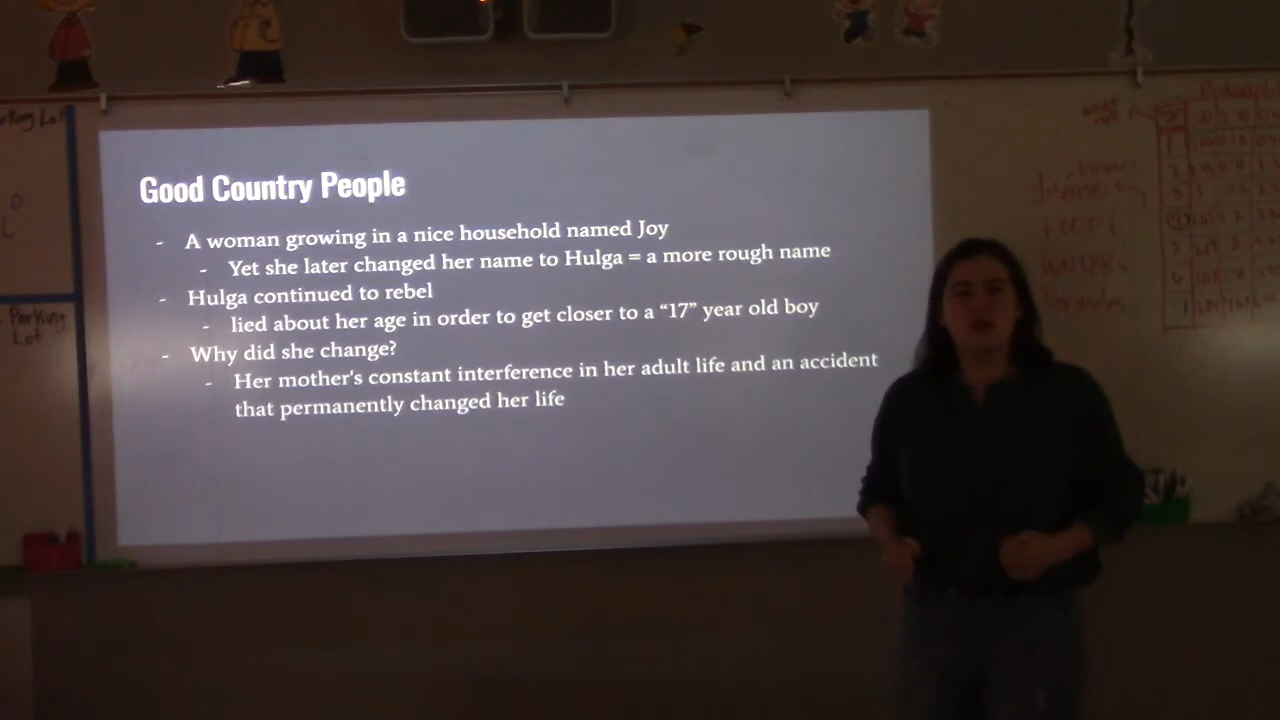 Good Country People
- A woman growing in a nice household named Joy
- Yet she later changed her name to Hulga = a more rough name
- Hulga continued to rebel
- lied about her age in order to get closer to a “17” year old boy
- Why did she change?
- Her mother's constant interference in her adult life and an accident
that permanently changed her life
Parking
Lot